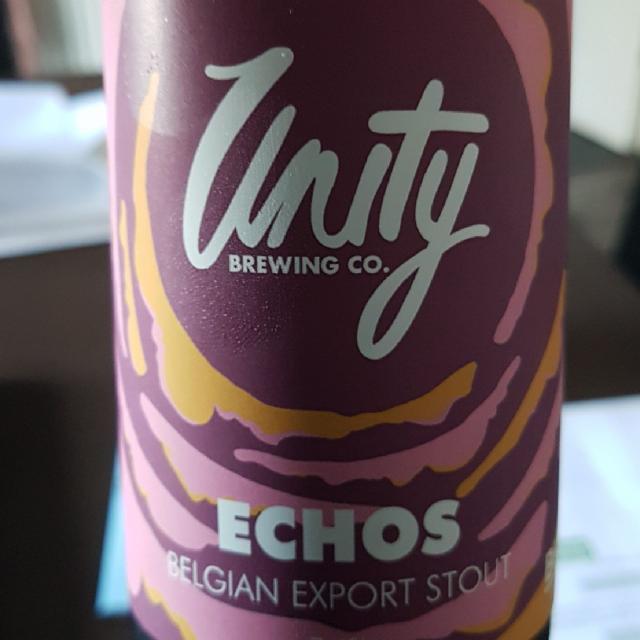 Unity
BREWING CO.
ECHOS
BELGIAN EXPORT STOUT